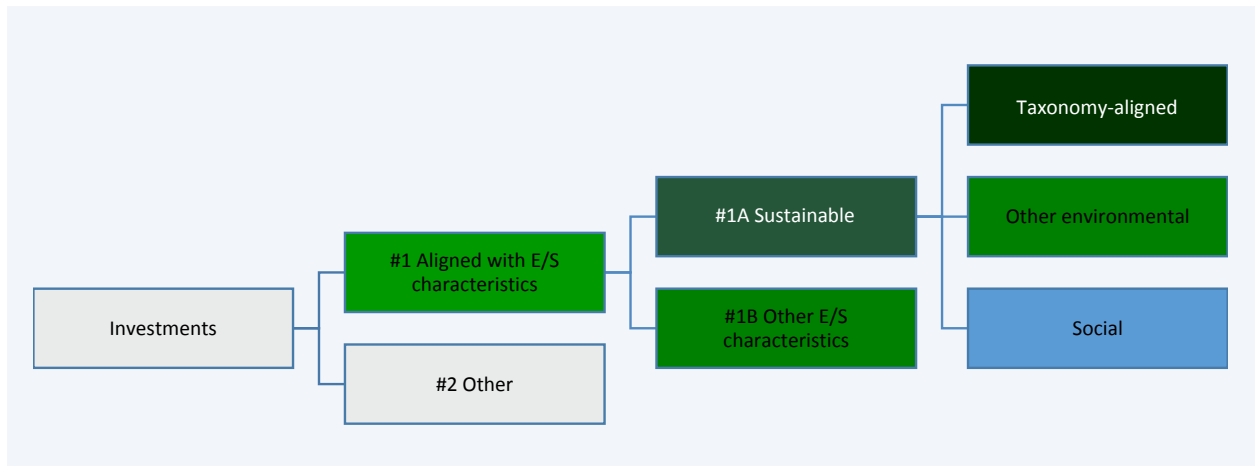 Investments
#1 Aligned with E/S
characteristics
#2 Other
#1A Sustainable
#1B Other E/S
characteristics
Taxonomy-aligned
Other environmental
Social